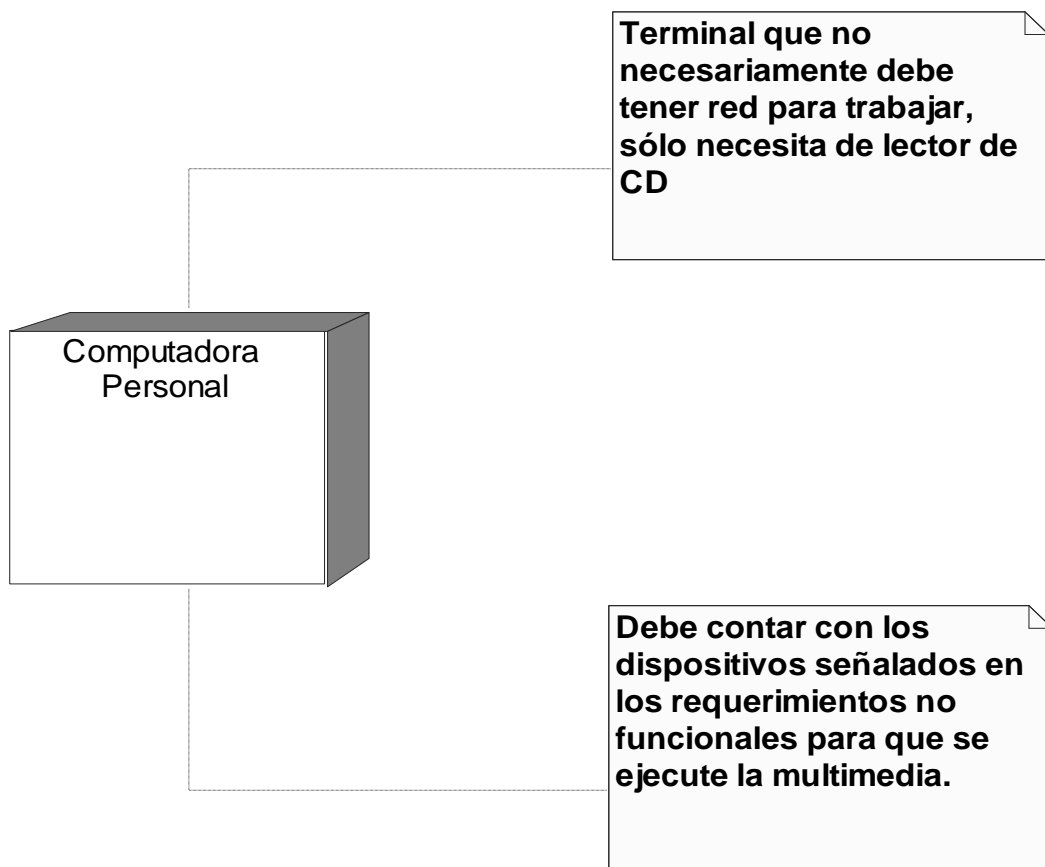 Terminal que no
necesariamente debe
tener red para trabajar,
sólo necesita de lector de
CD
Computadora
Personal
Debe contar con los
dispositivos señalados en
los requerimientos no
funcionales para que se
ejecute la multimedia.